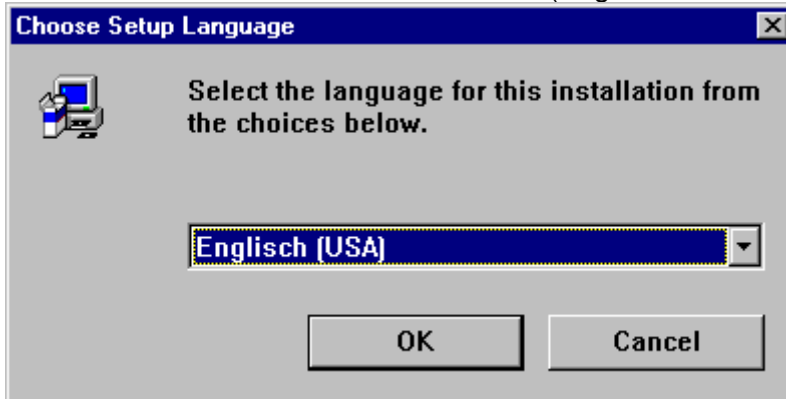 Choose Setup Language
Select the language for this installation from
the choices below.
Englisch (USA)
OK
Cancel